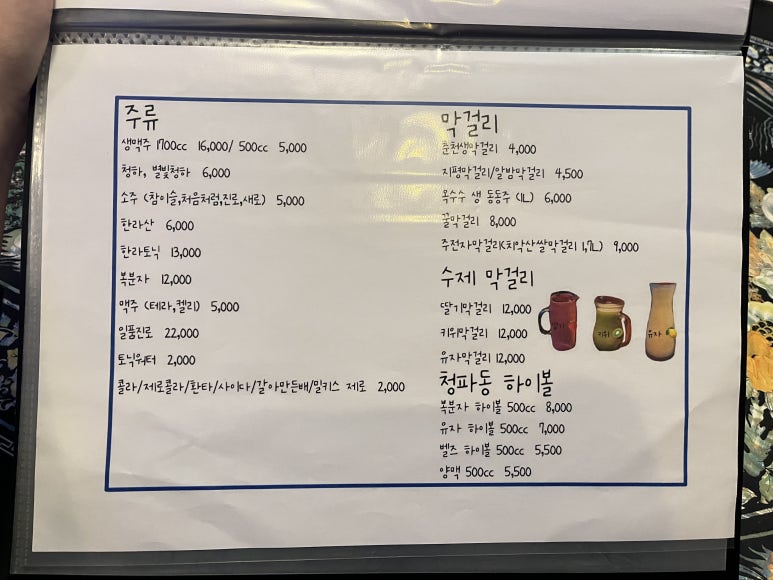 주류
생맥주 1700cc 16,000/ 500cc 5,000
청하, 별빛청하 6,000
소주 (참이슬,처음처럼,진로,새로) 5,000
한라산 6,000
한라토닉 13,000
복분자 12,000
맥주 (테라,켈리) 5,000
일품진로 22,000
토닉워터 2,000
콜라/제로콜라/환타/사이다/갈아만든배/밀키스 제로 2,000
막걸리
춘천생막걸리 4,000
지평막걸리/알밤막걸리 4,500
옥수수 생 동동주 (1L) 6,000
꿀막걸리 8,000
주전자막걸리(치악산쌀막걸리 1,7L) 9,000
수제 막걸리
딸기막걸리 12,000
키위막걸리 12,000
유자막걸리 12,000
딸기
키위
유자
청파동 하이볼
복분자 하이볼 500cc 8,000
유자 하이볼 500cc 7,000
벨즈 하이볼 500cc 5,500
양맥 500cc 5,500